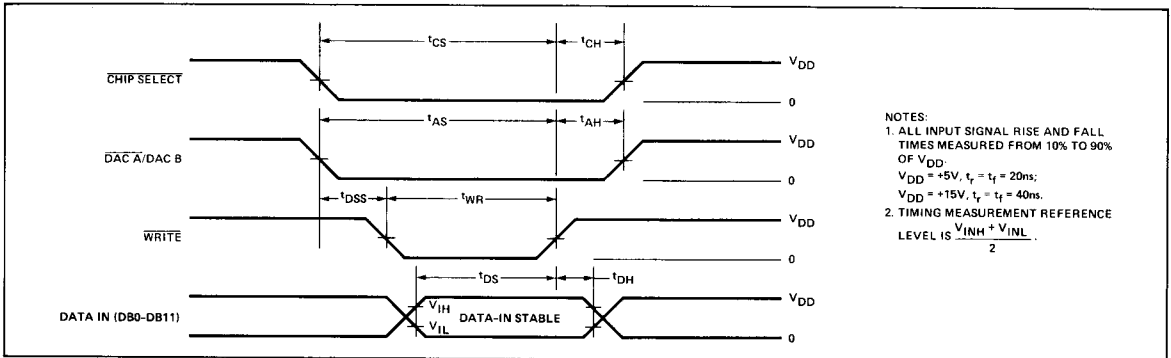 tCS
tCH
CHIP SELECT
VDD
0
tAS
tAH
DAC A/DAC B
VDD
0
tDSS
tWR
WRITE
VDD
0
tDS
tDH
DATA IN (DB0–DB11)
VIH
VIL
DATA–IN STABLE
VDD
0
NOTES:
1. ALL INPUT SIGNAL RISE AND FALL
TIMES MEASURED FROM 10% TO 90%
OF VDD.
VDD = +5V, tr = tf = 20ns;
VDD = +15V, tr = tf = 40ns.
2. TIMING MEASUREMENT REFERENCE
LEVEL IS VINH + VINL / 2 .